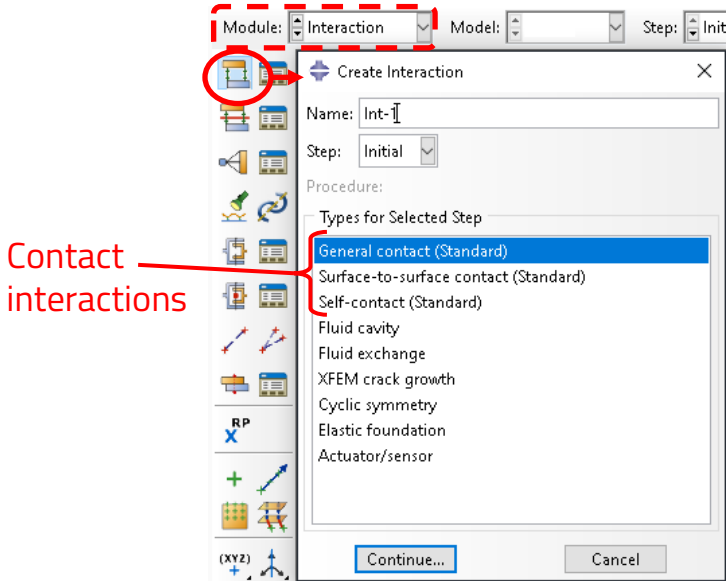 Module: Interaction Model: Step: Init
Create Interaction
Name: Int-1
Step: Initial
Procedure:
Types for Selected Step
General contact (Standard)
Surface-to-surface contact (Standard)
Self-contact (Standard)
Fluid cavity
Fluid exchange
XFEM crack growth
Cyclic symmetry
Elastic foundation
Actuator/sensor
Continue... Cancel
Contact
interactions
RP
X
(XYZ)